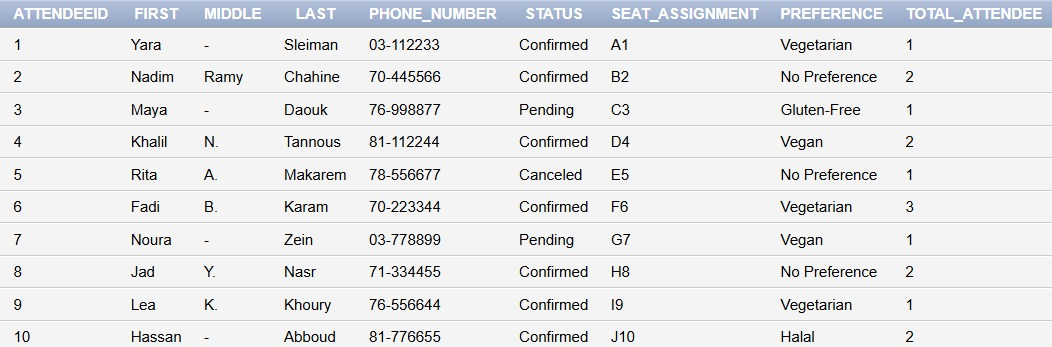 ATTENDEEID FIRST MIDDLE LAST PHONE_NUMBER STATUS SEAT_ASSIGNMENT PREFERENCE TOTAL_ATTENDEE
1 Yara - Sleiman 03-112233 Confirmed A1 Vegetarian 1
2 Nadim Ramy Chahine 70-445566 Confirmed B2 No Preference 2
3 Maya - Daouk 76-998877 Pending C3 Gluten-Free 1
4 Khalil N. Tannous 81-112244 Confirmed D4 Vegan 2
5 Rita A. Makarem 78-556677 Canceled E5 No Preference 1
6 Fadi B. Karam 70-223344 Confirmed F6 Vegetarian 3
7 Noura - Zein 03-778899 Pending G7 Vegan 1
8 Jad Y. Nasr 71-334455 Confirmed H8 No Preference 2
9 Lea K. Khoury 76-556644 Confirmed I9 Vegetarian 1
10 Hassan - Abboud 81-776655 Confirmed J10 Halal 2